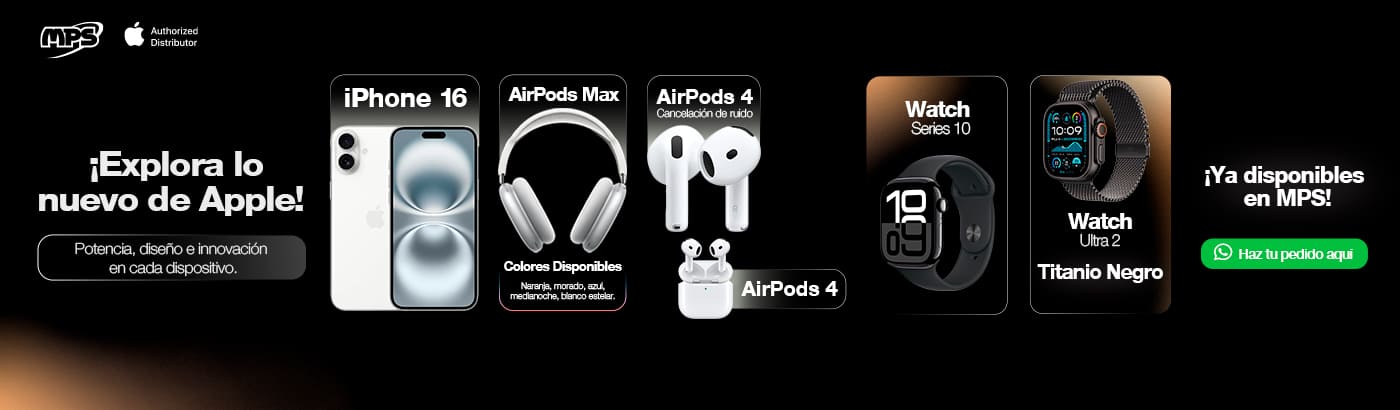 MPS
Authorized
Distributor
¡Explora lo
nuevo de Apple!
Potencia, diseño e innovación
en cada dispositivo.
iPhone 16
AirPods Max
Colores Disponibles
Naranja, morado, azul,
medianoche, blanco estelar.
AirPods 4
Cancelación de ruido
AirPods 4
Watch
Series 10
10
09
10:09
Watch
Ultra 2
Titanio Negro
¡Ya disponibles
en MPS!
Haz tu pedido aquí